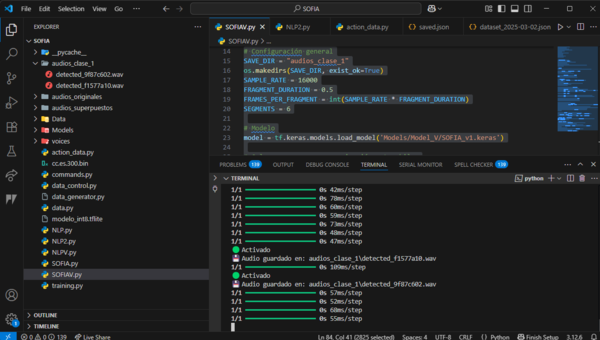 File Edit Selection View Go ···
SOFIA
EXPLORER ···
SOFIA
__pycache__
audios_clase_1
detected_9f87c602.wav
detected_f1577a10.wav
audios_originales
audios_superpuestos
Data
Models
voices
action_data.py
cc.es.300.bin
commands.py
data_control.py
data_generator.py
data.py
modelo_int8.tflite
NLP.py
NLP2.py
NLPV.py
SOFIA.py
SOFIAV.py
training.py
OUTLINE
TIMELINE
SOFIAV.py
NLP2.py
action_data.py
saved.json
dataset_2025-03-02.json
SOFIAV.py > ...
14 # Configuración general
15 SAVE_DIR = "audios_clase_1"
16 os.makedirs(SAVE_DIR, exist_ok=True)
17 SAMPLE_RATE = 16000
18 FRAGMENT_DURATION = 0.5
19 FRAMES_PER_FRAGMENT = int(SAMPLE_RATE * FRAGMENT_DURATION)
20 SEGMENTS = 6
21
22 # Modelo
23 model = tf.keras.models.load_model('Models/Model_V/SOFIA_v1.keras')
24
PROBLEMS 139 OUTPUT DEBUG CONSOLE TERMINAL SERIAL MONITOR SPELL CHECKER 139 ···
TERMINAL
python
1/1 0s 42ms/step
1/1 0s 78ms/step
1/1 0s 60ms/step
1/1 0s 59ms/step
1/1 0s 73ms/step
1/1 0s 48ms/step
1/1 0s 47ms/step
Activado
Audio guardado en: audios_clase_1\detected_f1577a10.wav
1/1 0s 109ms/step
Activado
Audio guardado en: audios_clase_1\detected_9f87c602.wav
1/1 0s 57ms/step
1/1 0s 52ms/step
1/1 0s 60ms/step
1/1 0s 55ms/step
0 0 139 Live Share
Ln 84, Col 41 (2825 selected) Spaces: 4 UTF-8 CRLF Python Finish Setup 3.12.6